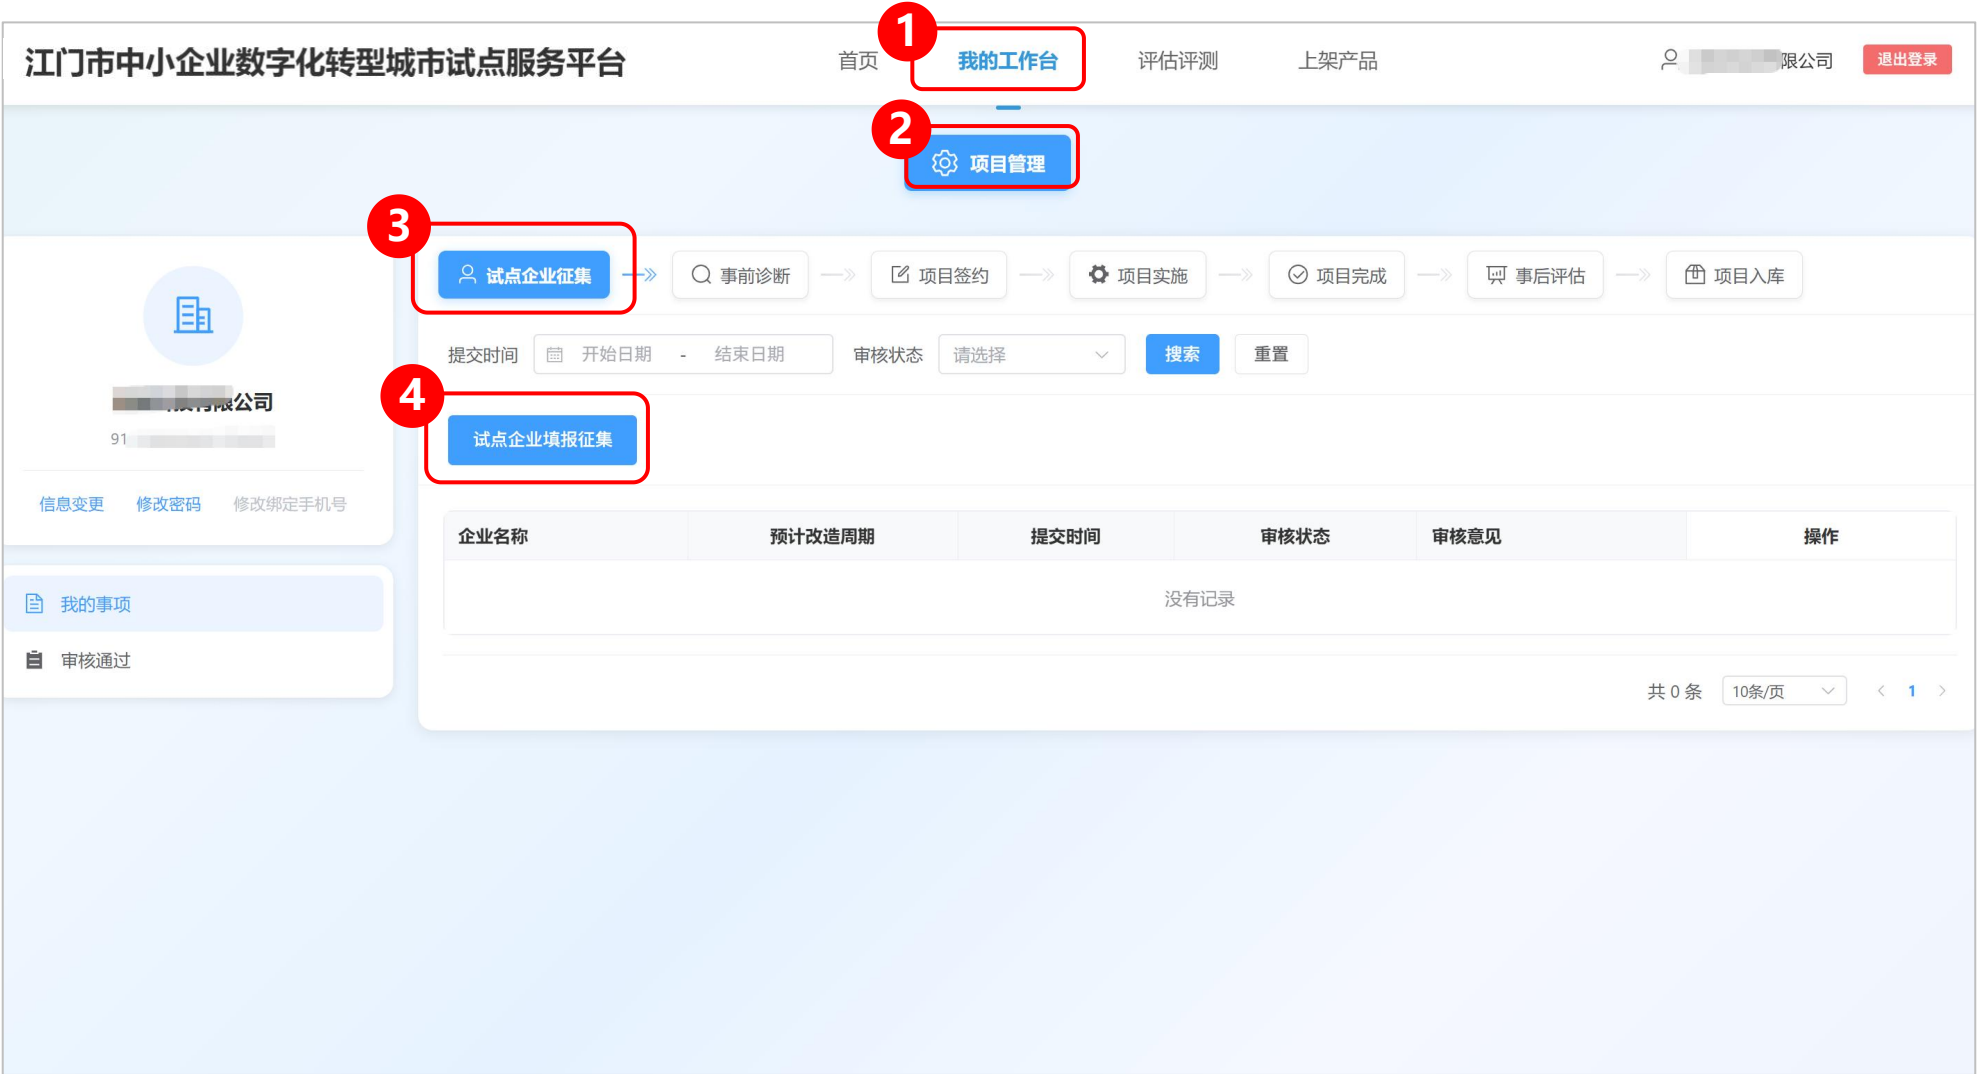 1
江门市中小企业数字化转型城市试点服务平台 首页 我的工作台 评估评测 上架产品 限公司 退出登录
2
项目管理
3
试点企业征集 事前诊断 项目签约 项目实施 项目完成 事后评估 项目入库
提交时间 开始日期 - 结束日期 审核状态 请选择 搜索 重置
4
试点企业填报征集
公司
91
信息变更 修改密码 修改绑定手机号
我的事项
审核通过
企业名称 预计改造周期 提交时间 审核状态 审核意见 操作
没有记录
共 0 条 10条/页 1